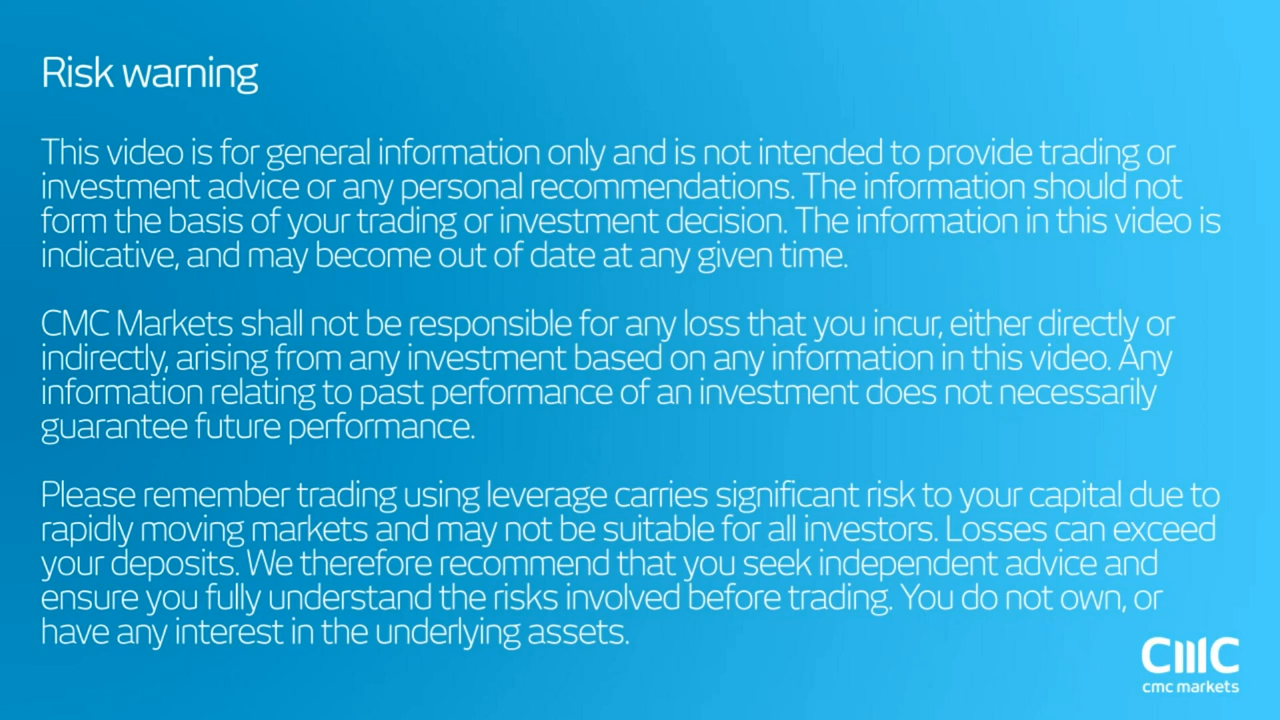 Risk warning
This video is for general information only and is not intended to provide trading or
investment advice or any personal recommendations. The information should not
form the basis of your trading or investment decision. The information in this video is
indicative, and may become out of date at any given time.
CMC Markets shall not be responsible for any loss that you incur, either directly or
indirectly, arising from any investment based on any information in this video. Any
information relating to past performance of an investment does not necessarily
guarantee future performance.
Please remember trading using leverage carries significant risk to your capital due to
rapidly moving markets and may not be suitable for all investors. Losses can exceed
your deposits. We therefore recommend that you seek independent advice and
ensure you fully understand the risks involved before trading. You do not own, or
have any interest in the underlying assets.
CMC
cmc markets